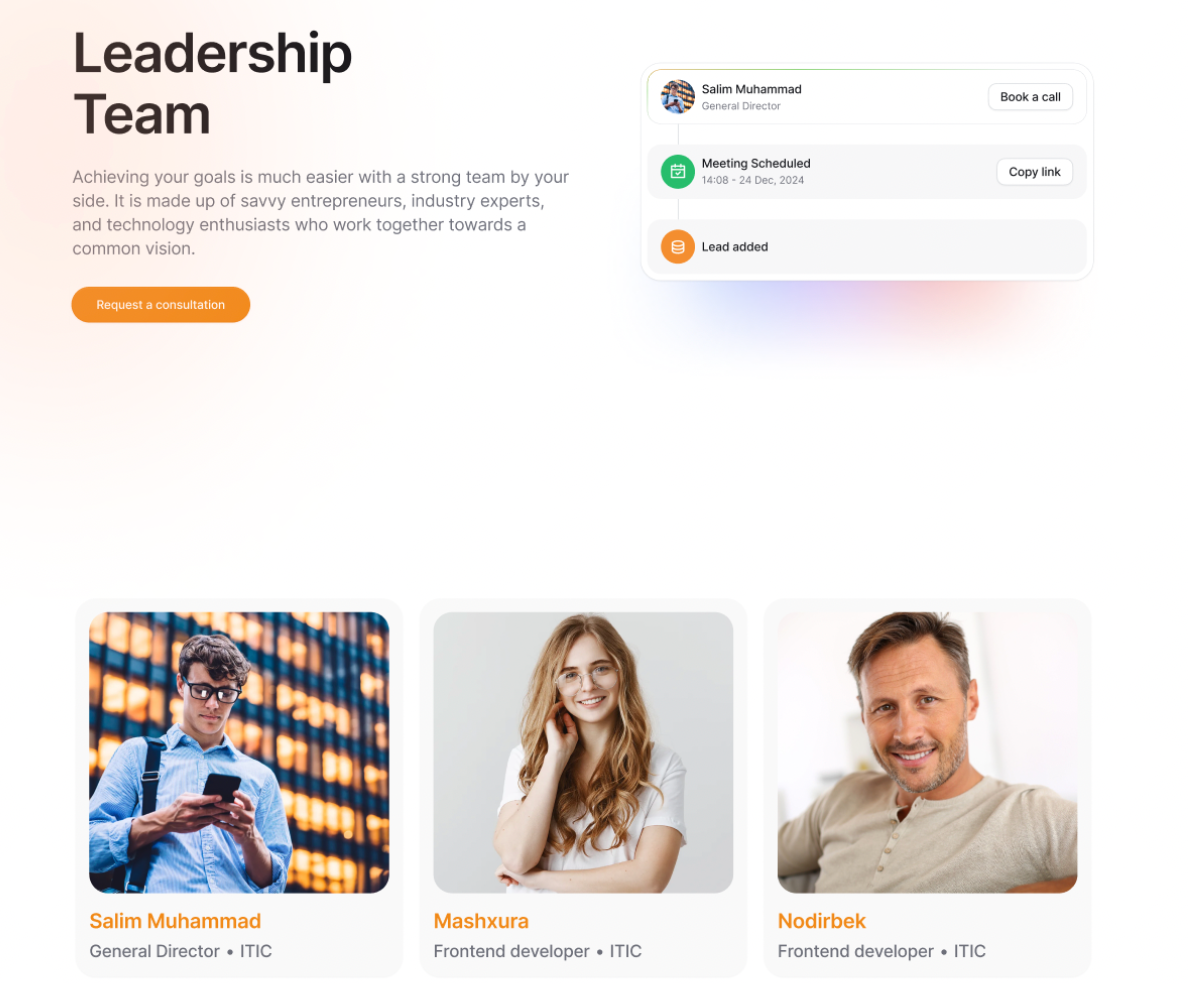 Leadership
Team
Achieving your goals is much easier with a strong team by your
side. It is made up of savvy entrepreneurs, industry experts,
and technology enthusiasts who work together towards a
common vision.
Request a consultation
Salim Muhammad
General Director
Book a call
Meeting Scheduled
14:08 - 24 Dec, 2024
Copy link
Lead added
Salim Muhammad
General Director • ITIC
Mashxura
Frontend developer • ITIC
Nodirbek
Frontend developer • ITIC